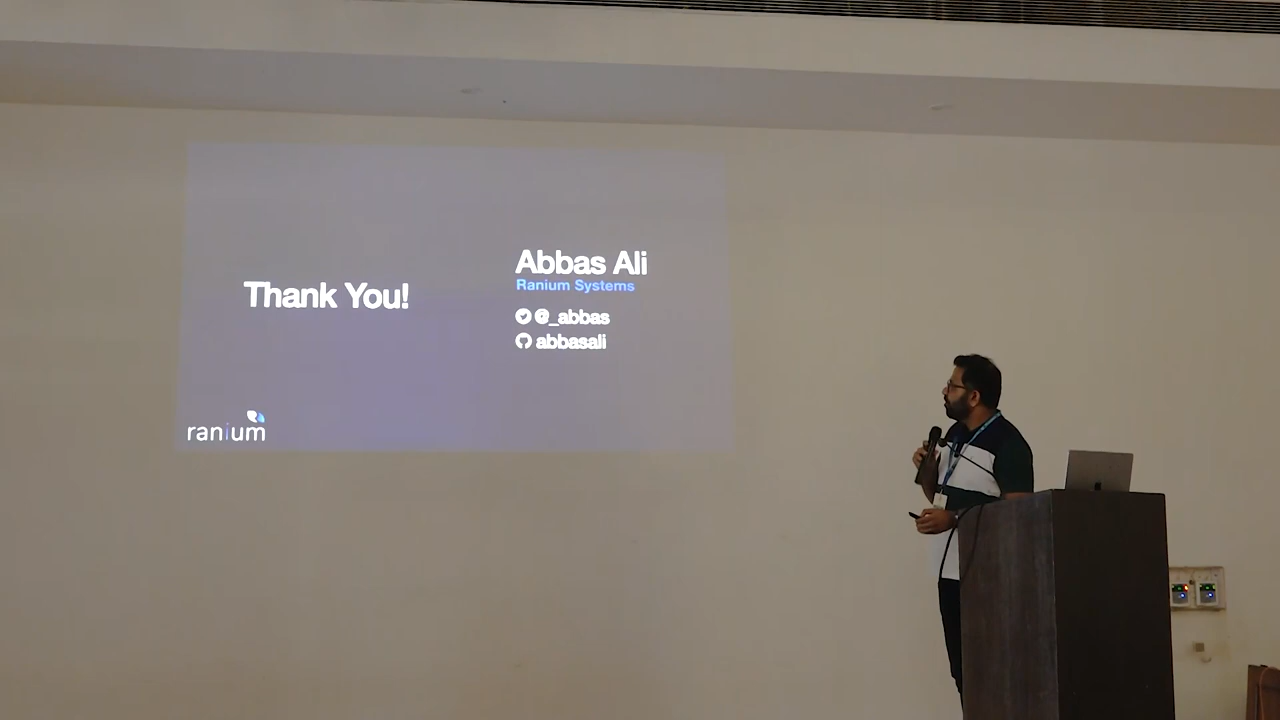 Thank You!
Abbas Ali
Ranium Systems
@_abbas
abbasali
ranium